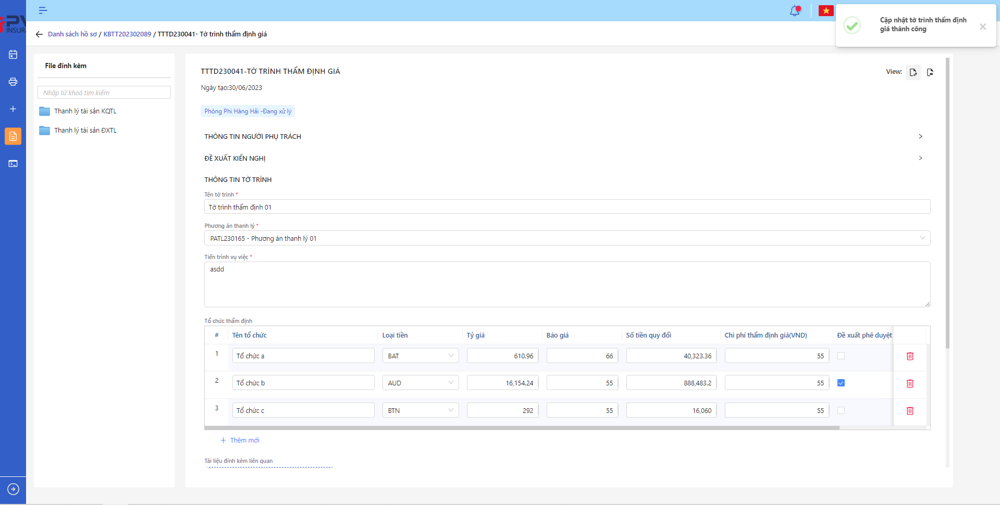 PV
INSURA
Cập nhật tờ trình thẩm định
giá thành công
Danh sách hồ sơ / KBTT202302089 / TTTD230041- Tờ trình thẩm định giá
File đính kèm
Nhập từ khoá tìm kiếm
Thanh lý tài sản KQTL
Thanh lý tài sản ĐXTL
TTTD230041-TỜ TRÌNH THẨM ĐỊNH GIÁ
View:
Ngày tạo:30/06/2023
Phòng Phi Hàng Hải -Đang xử lý
THÔNG TIN NGƯỜI PHỤ TRÁCH
ĐỀ XUẤT KIẾN NGHỊ
THÔNG TIN TỜ TRÌNH
Tên tờ trình *
Tờ trình thẩm định 01
Phương án thanh lý *
PATL230165 - Phương án thanh lý 01
Tiến trình vụ việc *
asdd
Tổ chức thẩm định
# Tên tổ chức Loại tiền Tỷ giá Báo giá Số tiền quy đổi Chi phí thẩm định giá(VND) Đề xuất phê duyệt
1 Tổ chức a BAT 610.96 66 40,323.36 55
2 Tổ chức b AUD 16,154.24 55 888,483.2 55
3 Tổ chức c BTN 292 55 16,060 55
+ Thêm mới
Tài liệu đính kèm liên quan